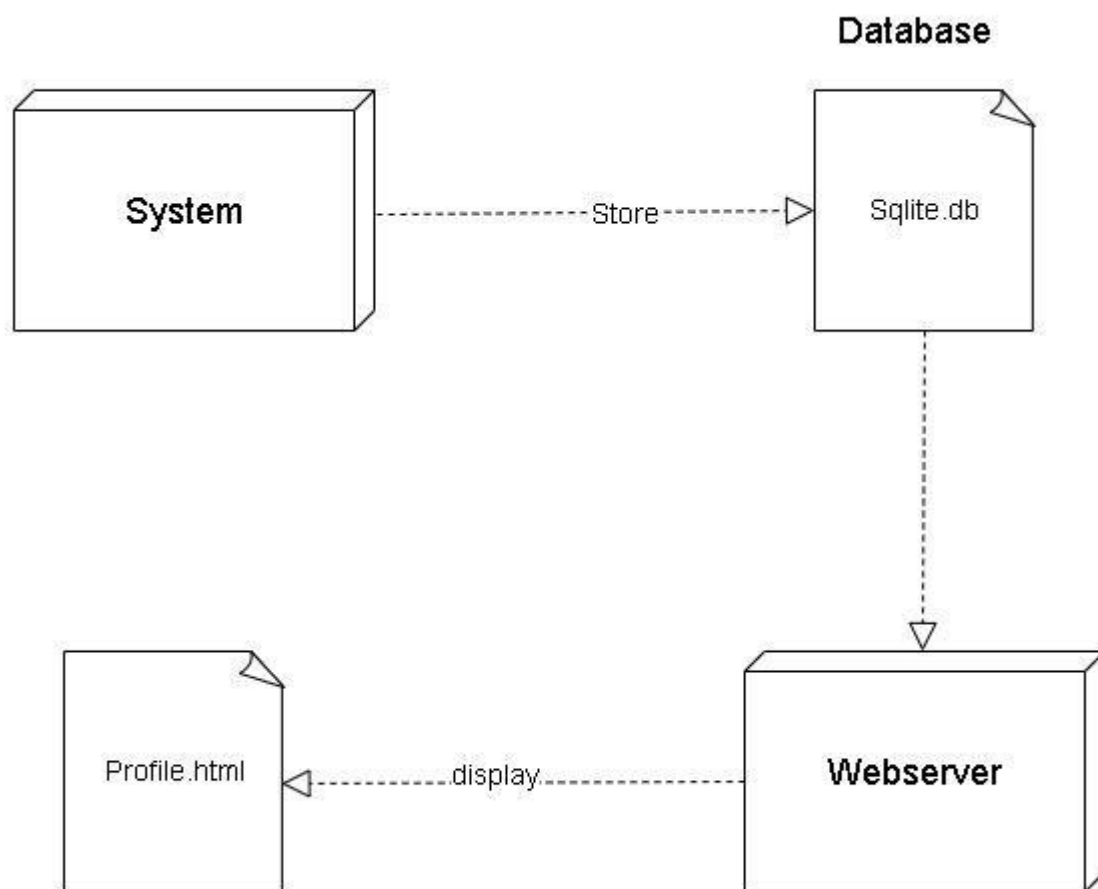 Database
System
Store
Sqlite.db
Profile.html
display
Webserver